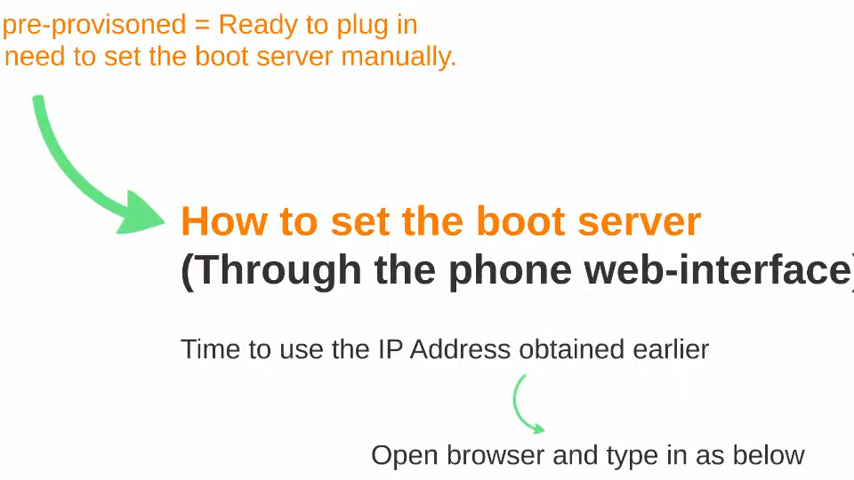 pre-provisoned = Ready to plug in
need to set the boot server manually.
How to set the boot server
(Through the phone web-interface)
Time to use the IP Address obtained earlier
Open browser and type in as below